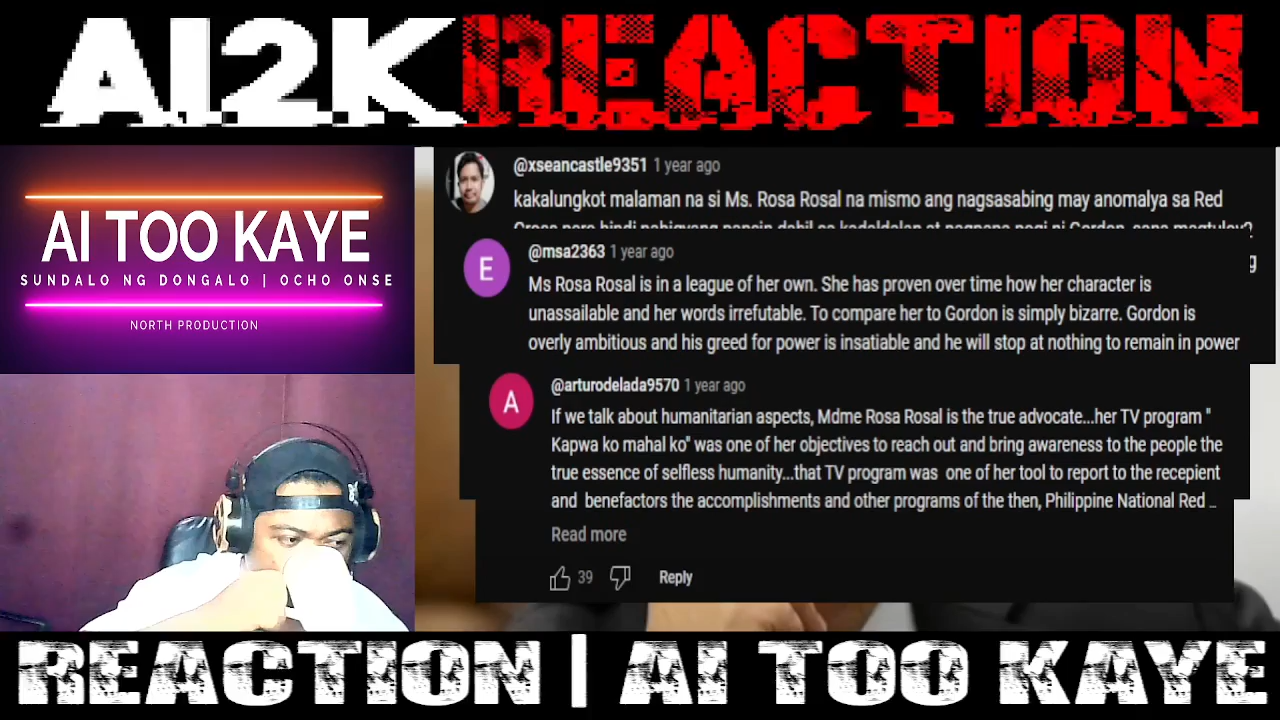 AI2KREACTION
AI TOO KAYE
SUNDALO NG DONGALO | OCHO ONSE
NORTH PRODUCTION
@xseancastle9351 1 year ago
kakalungkot malaman na si Ms. Rosa Rosal na mismo ang nagsasabing may anomalya sa Red
g
E
@msa2363 1 year ago
Ms Rosa Rosal is in a league of her own. She has proven over time how her character is
unassailable and her words irrefutable. To compare her to Gordon is simply bizarre. Gordon is
overly ambitious and his greed for power is insatiable and he will stop at nothing to remain in power
A
@arturodelada9570 1 year ago
If we talk about humanitarian aspects, Mdme Rosa Rosal is the true advocate...her TV program "
Kapwa ko mahal ko" was one of her objectives to reach out and bring awareness to the people the
true essence of selfless humanity...that TV program was one of her tool to report to the recepient
and benefactors the accomplishments and other programs of the then, Philippine National Red ...
Read more
39 Reply
REACTION | AI TOO KAYE